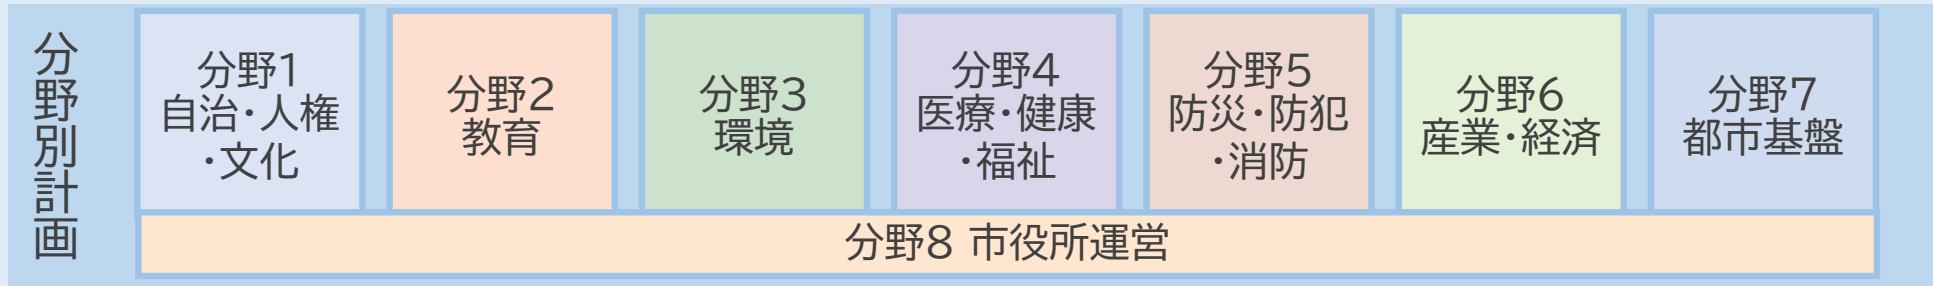 分野別計画
分野1
自治・人権
・文化
分野2
教育
分野3
環境
分野4
医療・健康
・福祉
分野5
防災・防犯
・消防
分野6
産業・経済
分野7
都市基盤
分野8 市役所運営